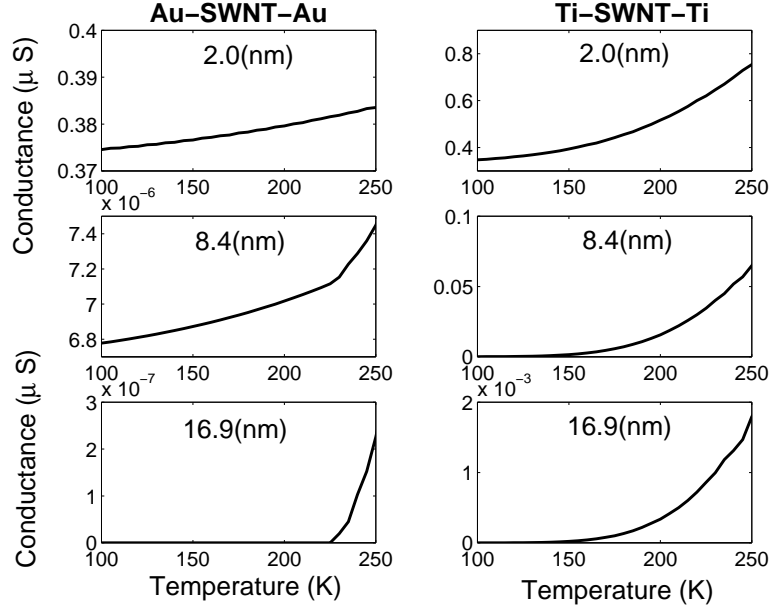 Au−SWNT−Au
Ti−SWNT−Ti
Conductance (μ S)
0.4
0.39
0.38
0.37
2.0(nm)
100 150 200 250
0.8
0.6
0.4
2.0(nm)
100 150 200 250
x 10⁻⁶
7.4
7.2
7
6.8
8.4(nm)
100 150 200 250
0.1
0.05
0
8.4(nm)
100 150 200 250
Conductance (μ S)
x 10⁻⁷
3
2
1
0
16.9(nm)
100 150 200 250
Temperature (K)
x 10⁻³
2
1
0
16.9(nm)
100 150 200 250
Temperature (K)